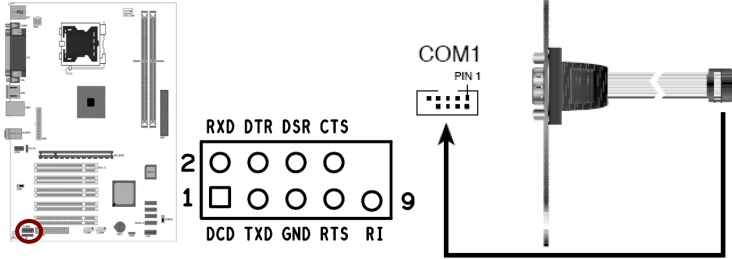 RXD DTR DSR CTS
2
1
9
DCD TXD GND RTS RI
COM1
PIN 1